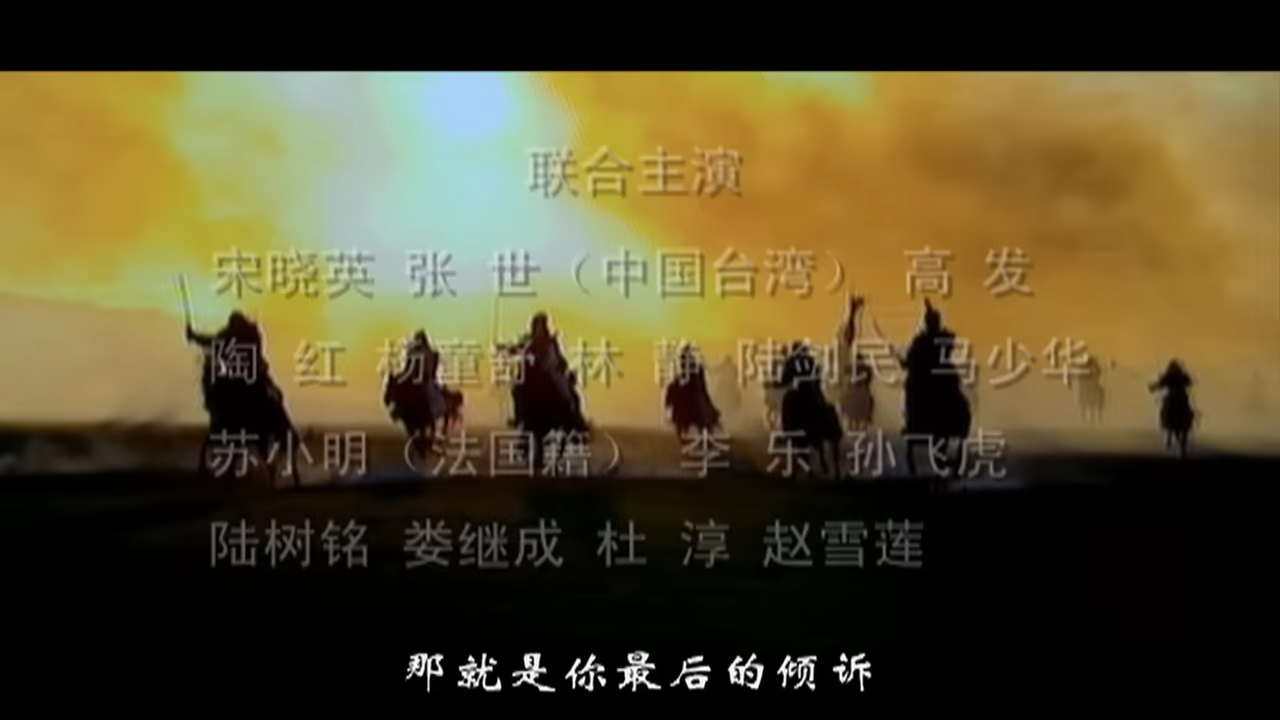 联合主演
宋晓英 张 世（中国台湾） 高 发
陶 红 杨童舒 林 静 陆剑民 马少华
苏小明（法国籍） 李 乐 孙飞虎
陆树铭 娄继成 杜 淳 赵雪莲
那就是你最后的倾诉